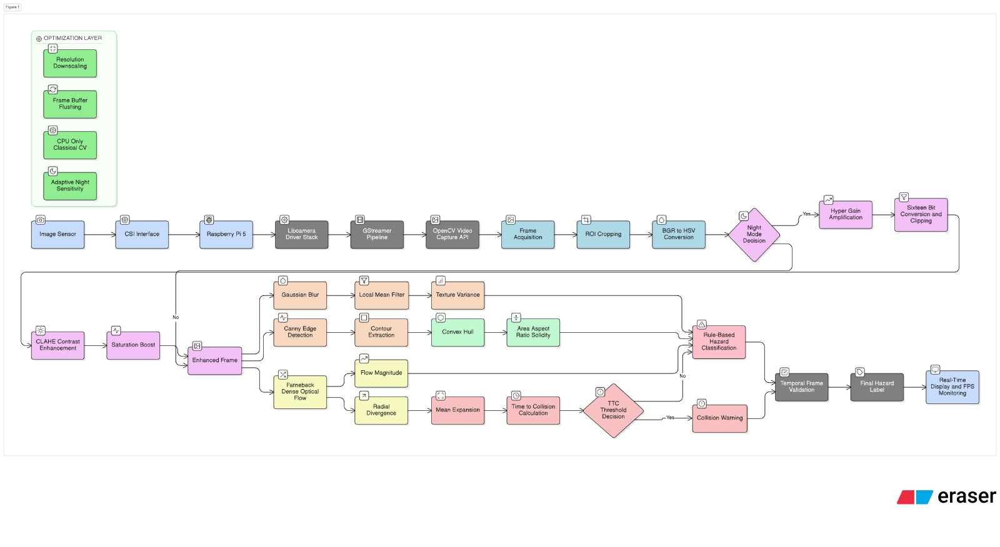 Figure 1
OPTIMIZATION LAYER
Resolution
Downscaling
Frame Buffer
Flushing
CPU Only
Classical CV
Adaptive Night
Sensitivity
Image Sensor
CSI Interface
Raspberry Pi 5
Libcamera
Driver Stack
GStreamer
Pipeline
OpenCV Video
Capture API
Frame
Acquisition
ROI Cropping
BGR to HSV
Conversion
Night
Mode
Decision
Yes
Hyper Gain
Amplification
Sixteen Bit
Conversion and
Clipping
No
CLAHE Contrast
Enhancement
Saturation Boost
Enhanced Frame
Gaussian Blur
Local Mean Filter
Texture Variance
Canny Edge
Detection
Contour
Extraction
Convex Hull
Area Aspect
Ratio Solidity
Farneback
Dense Optical
Flow
Flow Magnitude
Radial
Divergence
Mean Expansion
Time to Collision
Calculation
TTC
Threshold
Decision
No
Yes
Rule-Based
Hazard
Classification
Collision Warning
Temporal Frame
Validation
Final Hazard
Label
Real-Time
Display and FPS
Monitoring
eraser